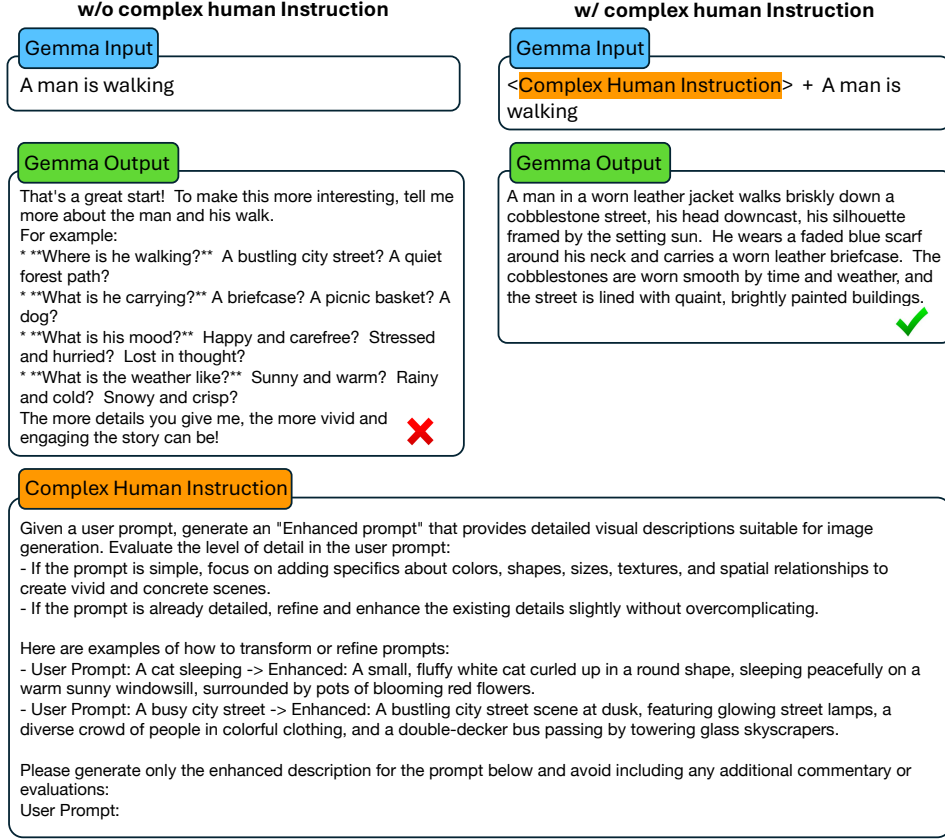 w/o complex human Instruction
Gemma Input
A man is walking
Gemma Output
That's a great start!  To make this more interesting, tell me
more about the man and his walk.
For example:
* **Where is he walking?**  A bustling city street? A quiet
forest path?
* **What is he carrying?** A briefcase? A picnic basket? A
dog?
* **What is his mood?**  Happy and carefree?  Stressed
and hurried?  Lost in thought?
* **What is the weather like?**  Sunny and warm?  Rainy
and cold?  Snowy and crisp?
The more details you give me, the more vivid and
engaging the story can be!
w/ complex human Instruction
Gemma Input
<Complex Human Instruction> + A man is
walking
Gemma Output
A man in a worn leather jacket walks briskly down a
cobblestone street, his head downcast, his silhouette
framed by the setting sun.  He wears a faded blue scarf
around his neck and carries a worn leather briefcase.  The
cobblestones are worn smooth by time and weather, and
the street is lined with quaint, brightly painted buildings.
Complex Human Instruction
Given a user prompt, generate an "Enhanced prompt" that provides detailed visual descriptions suitable for image
generation. Evaluate the level of detail in the user prompt:
- If the prompt is simple, focus on adding specifics about colors, shapes, sizes, textures, and spatial relationships to
create vivid and concrete scenes.
- If the prompt is already detailed, refine and enhance the existing details slightly without overcomplicating.
Here are examples of how to transform or refine prompts:
- User Prompt: A cat sleeping -> Enhanced: A small, fluffy white cat curled up in a round shape, sleeping peacefully on a
warm sunny windowsill, surrounded by pots of blooming red flowers.
- User Prompt: A busy city street -> Enhanced: A bustling city street scene at dusk, featuring glowing street lamps, a
diverse crowd of people in colorful clothing, and a double-decker bus passing by towering glass skyscrapers.
Please generate only the enhanced description for the prompt below and avoid including any additional commentary or
evaluations:
User Prompt: